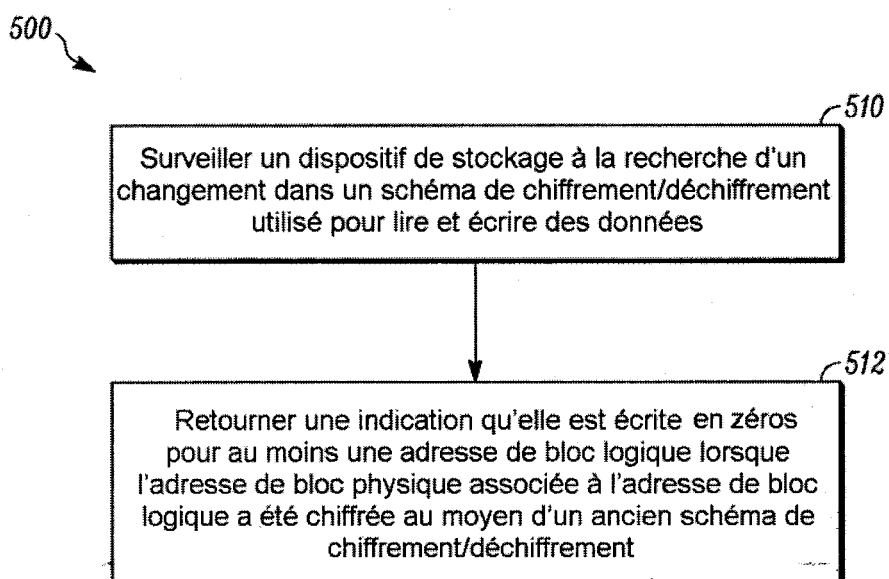 500
510
Surveiller un dispositif de stockage à la recherche d'un
changement dans un schéma de chiffrement/déchiffrement
utilisé pour lire et écrire des données
512
Retourner une indication qu'elle est écrite en zéros
pour au moins une adresse de bloc logique lorsque
l'adresse de bloc physique associée à l'adresse de bloc
logique a été chiffrée au moyen d'un ancien schéma de
chiffrement/déchiffrement